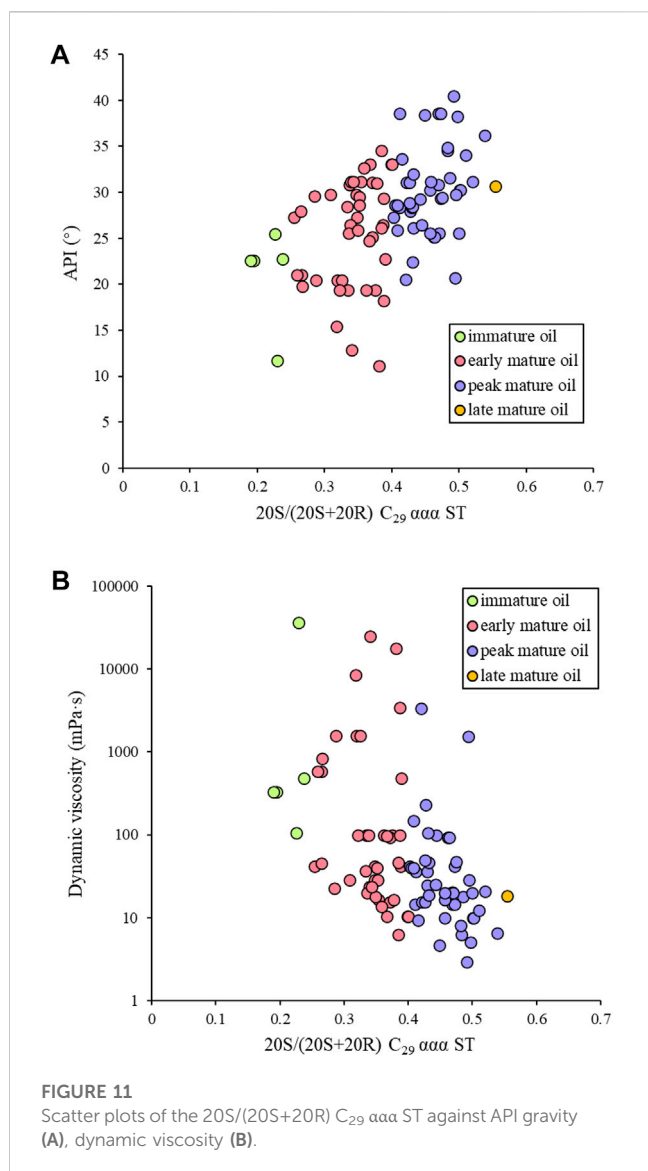 A
45
40
35
30
25
20
15
10
5
0
API (°)
immature oil
early mature oil
peak mature oil
late mature oil
0 0.1 0.2 0.3 0.4 0.5 0.6 0.7
20S/(20S+20R) C₂₉ ααα ST
B
100000
10000
1000
100
10
1
Dynamic viscosity (mPa·s)
immature oil
early mature oil
peak mature oil
late mature oil
0 0.1 0.2 0.3 0.4 0.5 0.6 0.7
20S/(20S+20R) C₂₉ ααα ST
FIGURE 11
Scatter plots of the 20S/(20S+20R) C₂₉ ααα ST against API gravity
(A), dynamic viscosity (B).